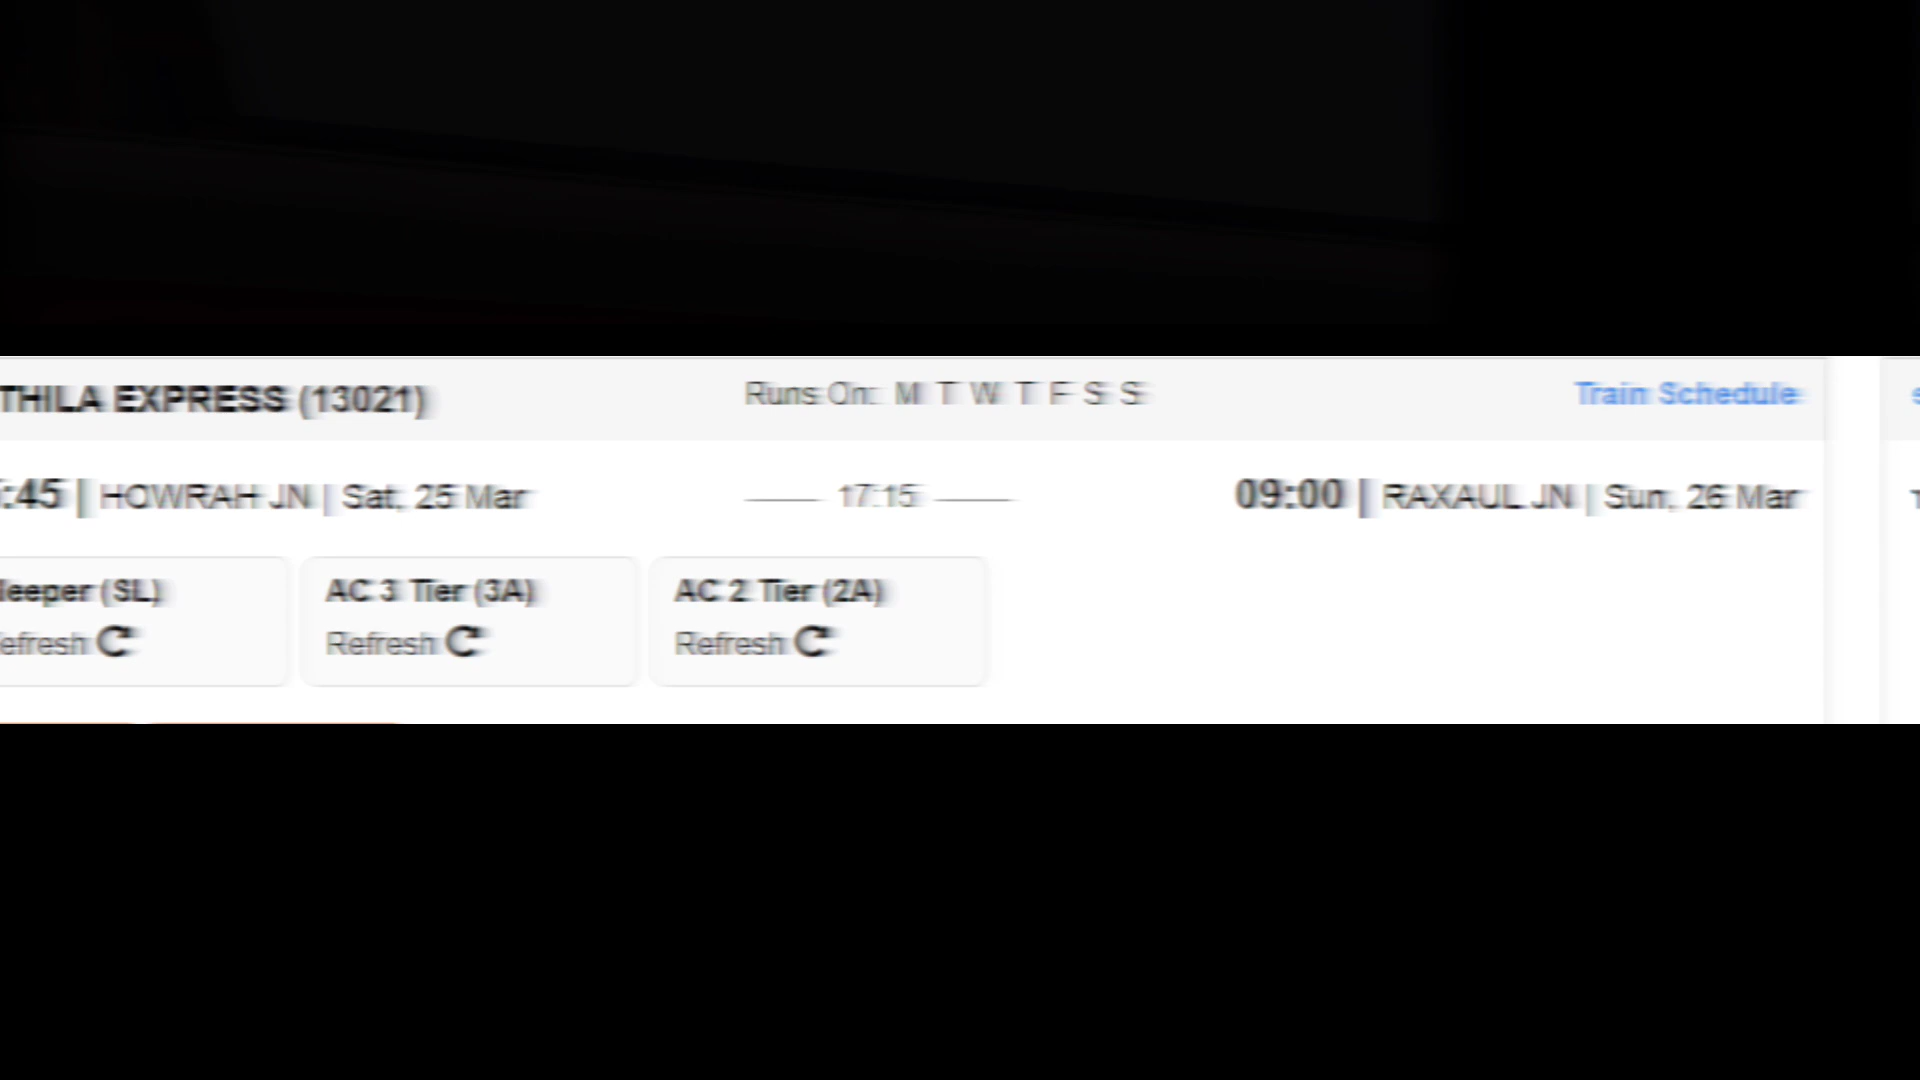 THILA EXPRESS (13021) Runs On: M T W T F S S Train Schedule
:45 | HOWRAH JN | Sat, 25 Mar 17:15 09:00 | RAXAUL JN | Sun, 26 Mar
leeper (SL) AC 3 Tier (3A) AC 2 Tier (2A)
efresh Refresh Refresh